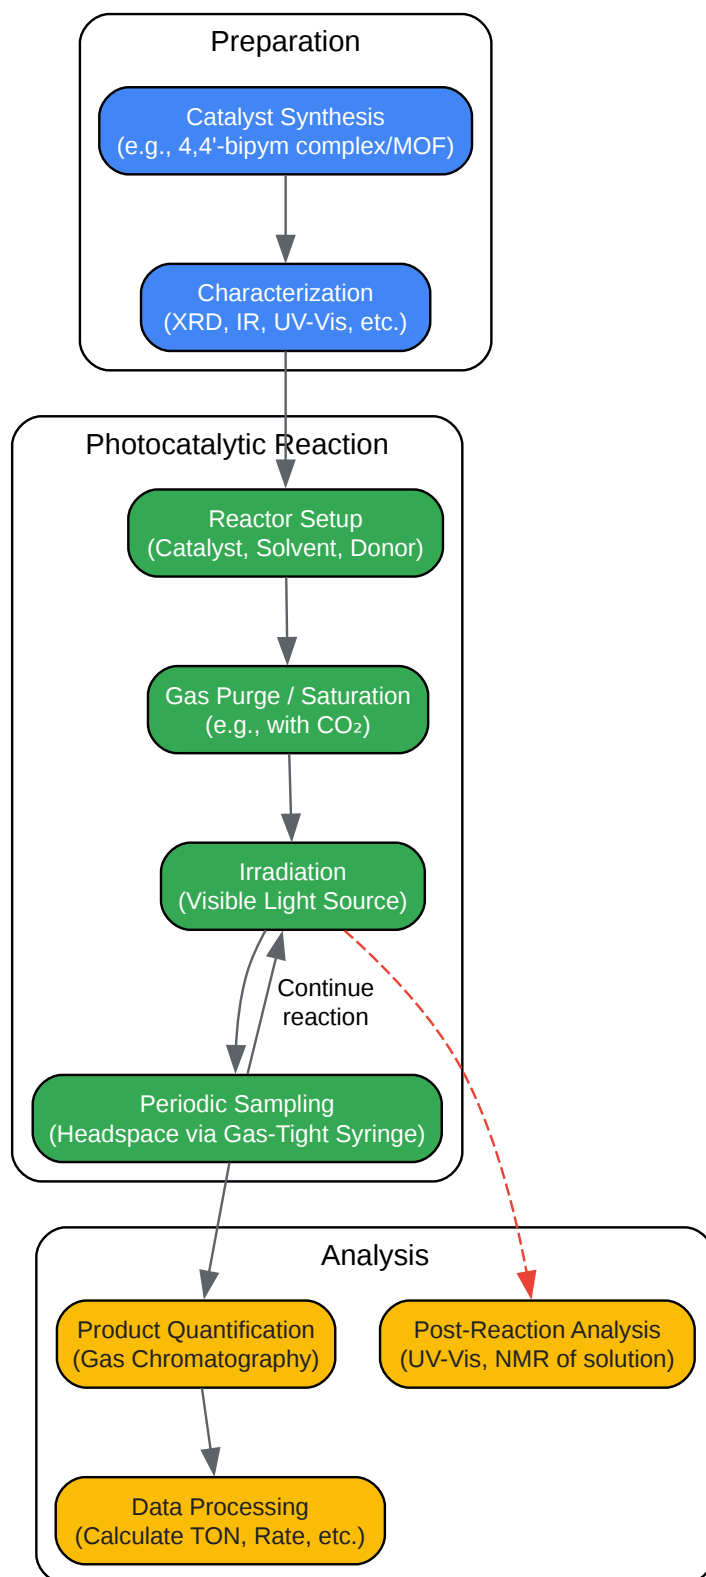 Preparation
Catalyst Synthesis
(e.g., 4,4'-bipym complex/MOF)
Characterization
(XRD, IR, UV-Vis, etc.)
Photocatalytic Reaction
Reactor Setup
(Catalyst, Solvent, Donor)
Gas Purge / Saturation
(e.g., with CO₂)
Irradiation
(Visible Light Source)
Continue
reaction
Periodic Sampling
(Headspace via Gas-Tight Syringe)
Analysis
Product Quantification
(Gas Chromatography)
Post-Reaction Analysis
(UV-Vis, NMR of solution)
Data Processing
(Calculate TON, Rate, etc.)